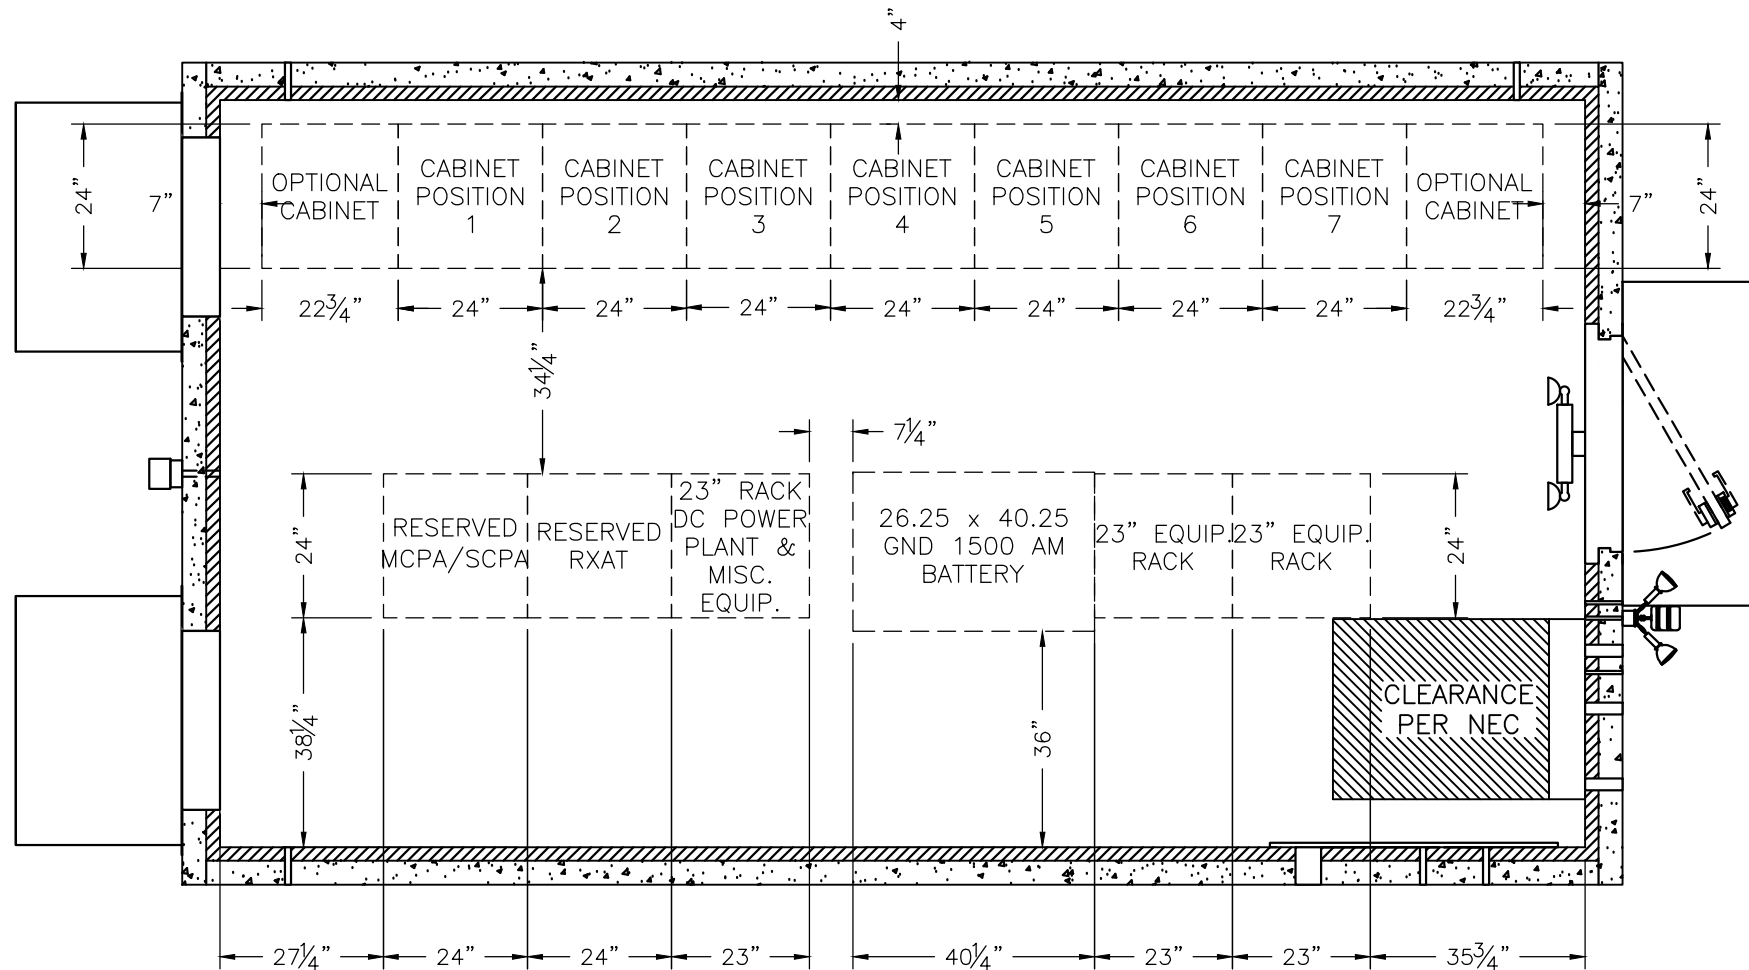 4"
24"
7"
OPTIONAL
CABINET
CABINET
POSITION
1
CABINET
POSITION
2
CABINET
POSITION
3
CABINET
POSITION
4
CABINET
POSITION
5
CABINET
POSITION
6
CABINET
POSITION
7
OPTIONAL
CABINET
7"
24"
22¾"
24"
24"
24"
24"
24"
24"
24"
22¾"
34¼"
7¼"
24"
RESERVED
MCPA/SCPA
RESERVED
RXAT
23" RACK
DC POWER
PLANT &
MISC.
EQUIP.
26.25 x 40.25
GND 1500 AM
BATTERY
23" EQUIP.
RACK
23" EQUIP.
RACK
24"
38¼"
36"
CLEARANCE
PER NEC
27¼"
24"
24"
23"
40¼"
23"
23"
35¾"